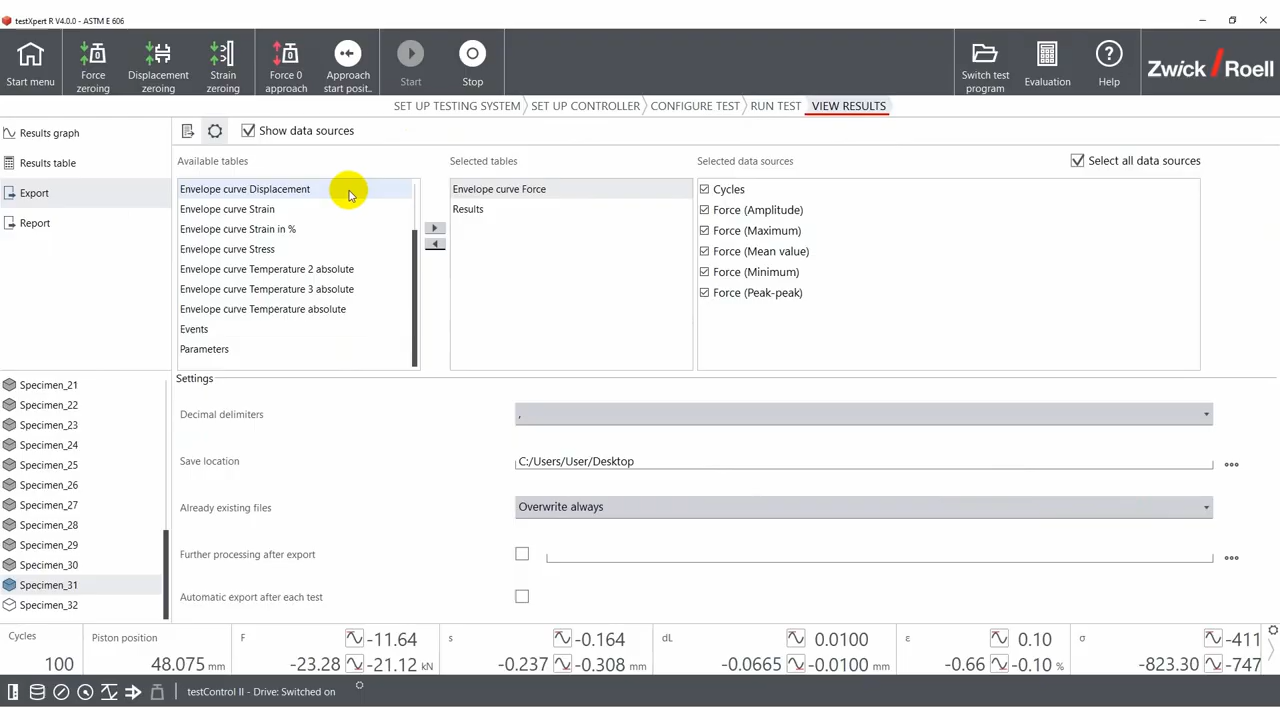 testXpert R V4.0.0 - ASTM E 606
Start menu
Force zeroing
Displacement zeroing
Strain zeroing
Force 0 approach
Approach start posit..
Start
Stop
Switch test program
Evaluation
Help
Zwick / Roell
SET UP TESTING SYSTEM
SET UP CONTROLLER
CONFIGURE TEST
RUN TEST
VIEW RESULTS
Results graph
Results table
Export
Report
Show data sources
Available tables
Selected tables
Selected data sources
Select all data sources
Envelope curve Displacement
Envelope curve Strain
Envelope curve Strain in %
Envelope curve Stress
Envelope curve Temperature 2 absolute
Envelope curve Temperature 3 absolute
Envelope curve Temperature absolute
Events
Parameters
Envelope curve Force
Results
Cycles
Force (Amplitude)
Force (Maximum)
Force (Mean value)
Force (Minimum)
Force (Peak-peak)
Specimen_21
Specimen_22
Specimen_23
Specimen_24
Specimen_25
Specimen_26
Specimen_27
Specimen_28
Specimen_29
Specimen_30
Specimen_31
Specimen_32
Settings
Decimal delimiters
,
Save location
C:/Users/User/Desktop
Already existing files
Overwrite always
Further processing after export
Automatic export after each test
Cycles
100
Piston position
48.075 mm
F
-11.64
-23.28
-21.12 kN
s
-0.164
-0.237
-0.308 mm
dL
0.0100
-0.0665
-0.0100 mm
ε
0.10
-0.66
-0.10 %
σ
-411
-823.30
-747
testControl II - Drive: Switched on